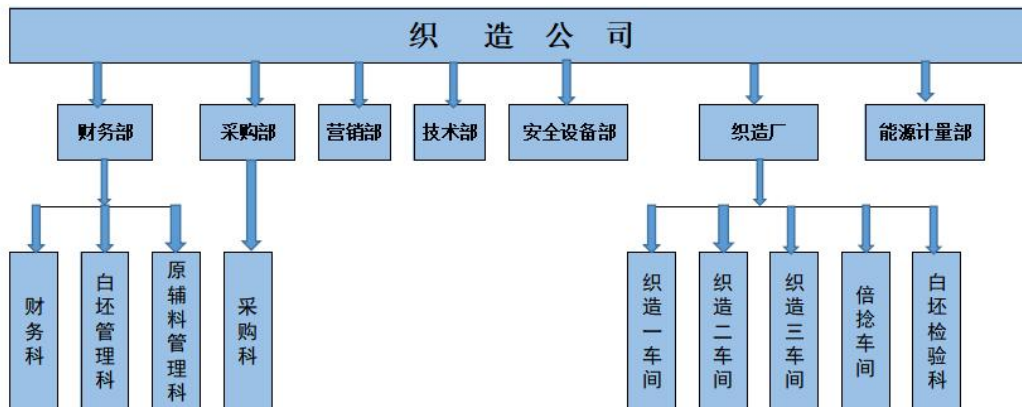 织造公司
财务部
采购部
营销部
技术部
安全设备部
织造厂
能源计量部
财务科
白坯管理科
原辅料管理科
采购科
织造一车间
织造二车间
织造三车间
倍捻车间
白坯检验科